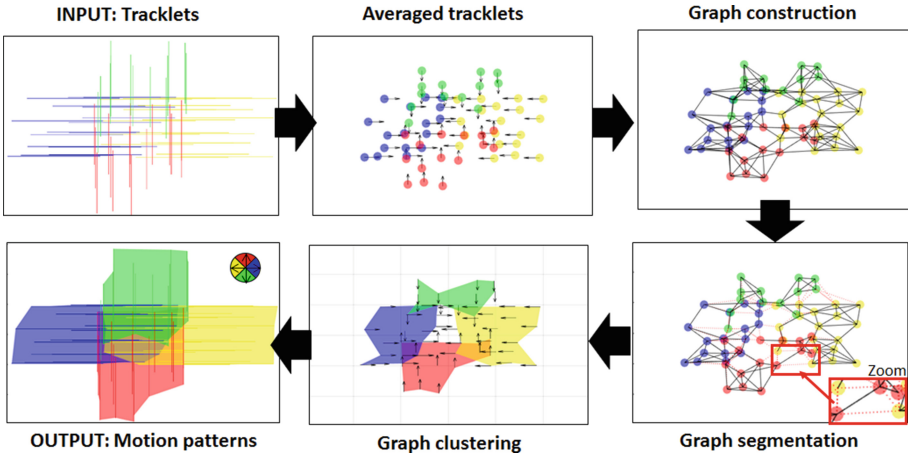 INPUT: Tracklets
Averaged tracklets
Graph construction
Zoom
OUTPUT: Motion patterns
Graph clustering
Graph segmentation